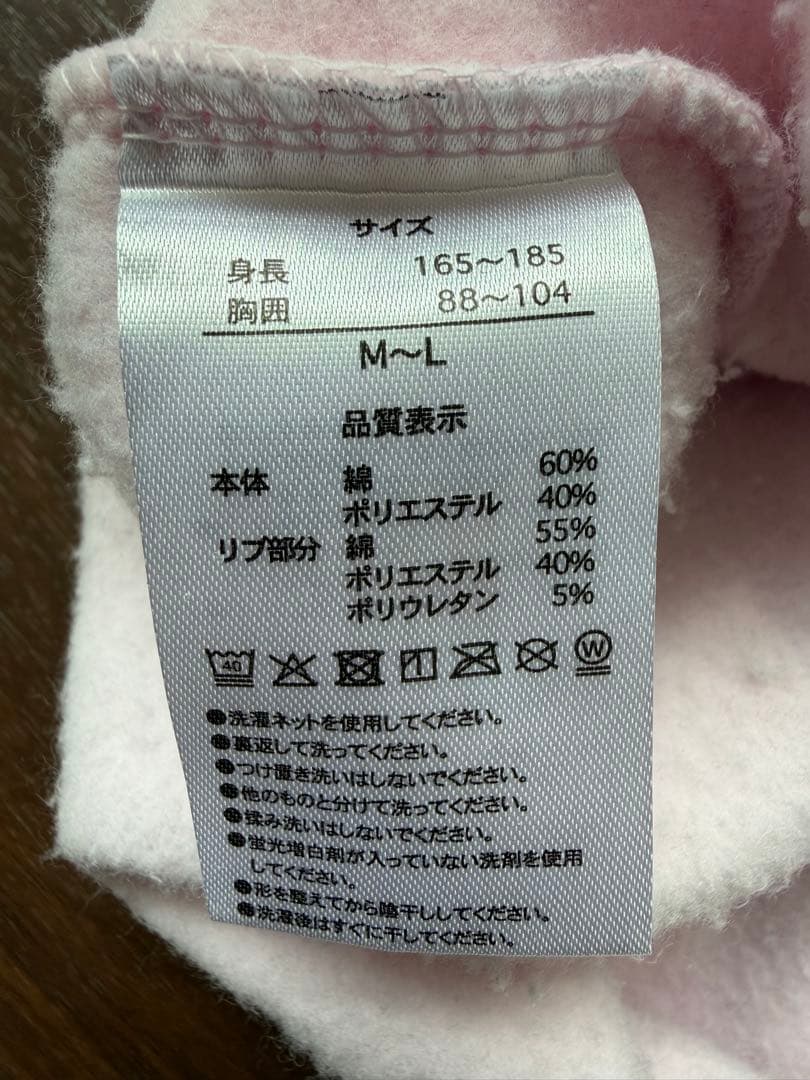 サイズ
身長 165〜185
胸囲 88〜104
M〜L
品質表示
本体 綿 60%
ポリエステル 40%
リブ部分 綿 55%
ポリエステル 40%
ポリウレタン 5%
40 W
●洗濯ネットを使用してください。
●裏返して洗ってください。
●つけ置き洗いはしないでください。
●他のものと分けて洗ってください。
●揉み洗いはしないでください。
●蛍光増白剤が入っていない洗剤を使用
してください。
●形を整えてから陰干ししてください。
●洗濯後はすぐに干してください。